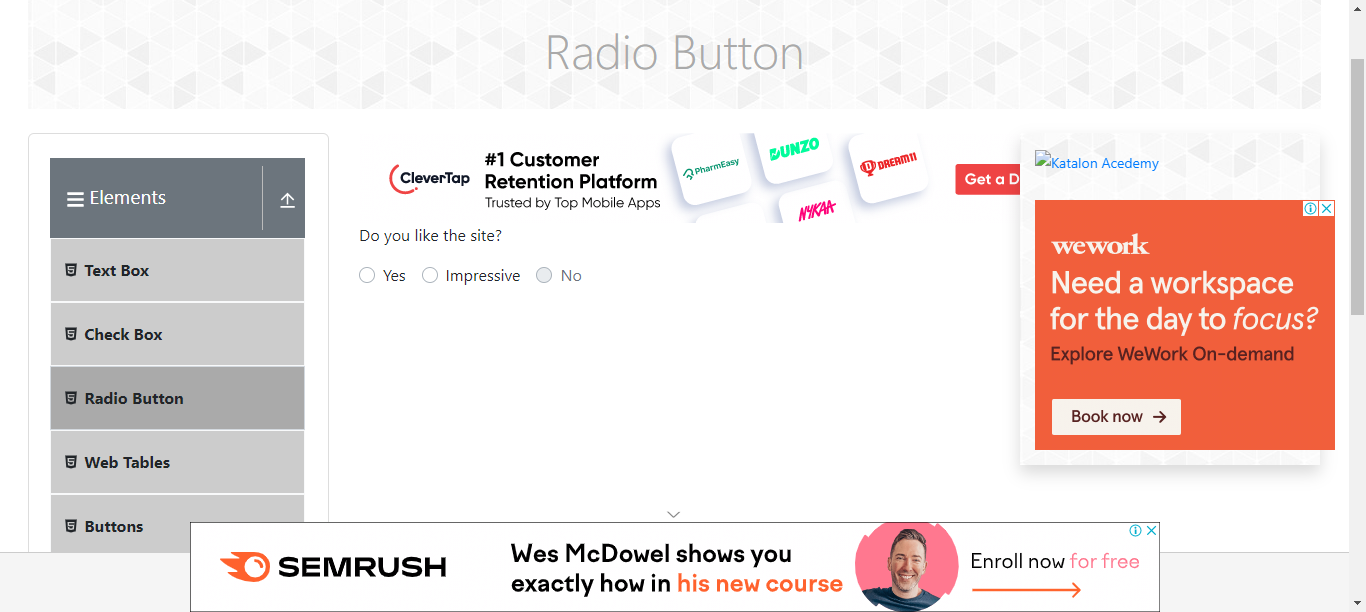 Radio Button
Elements
Text Box
Check Box
Radio Button
Web Tables
Buttons
CleverTap
#1 Customer
Retention Platform
Trusted by Top Mobile Apps
PharmEasy
DUNZO
DREAM11
NYKAA
Get a D
Do you like the site?
Yes
Impressive
No
Katalon Acedemy
wework
Need a workspace
for the day to focus?
Explore WeWork On-demand
Book now →
SEMRUSH
Wes McDowel shows you
exactly how in his new course
Enroll now for free